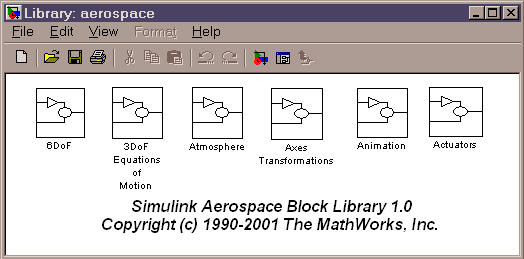 Library: aerospace
File Edit View Format Help
6DoF
3DoF
Equations
of
Motion
Atmosphere
Axes
Transformations
Animation
Actuators
Simulink Aerospace Block Library 1.0
Copyright (c) 1990-2001 The MathWorks, Inc.